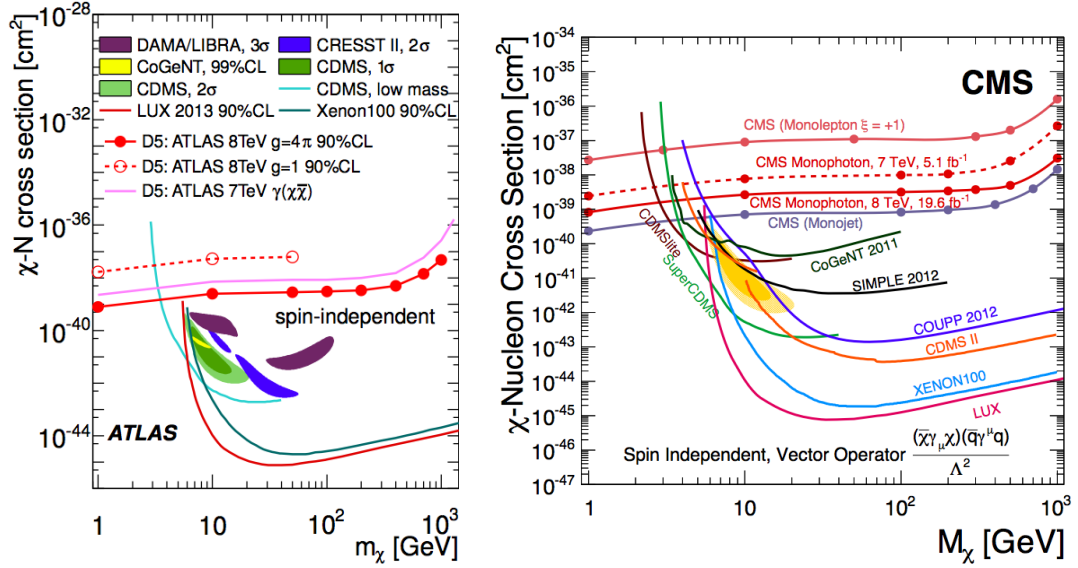 χ-N cross section [cm²]
10⁻²⁸
10⁻³²
10⁻³⁶
10⁻⁴⁰
10⁻⁴⁴
DAMA/LIBRA, 3σ
CRESST II, 2σ
CoGeNT, 99%CL
CDMS, 1σ
CDMS, 2σ
CDMS, low mass
LUX 2013 90%CL
Xenon100 90%CL
D5: ATLAS 8TeV g=4π 90%CL
D5: ATLAS 8TeV g=1 90%CL
D5: ATLAS 7TeV γ(χχ̅)
spin-independent
ATLAS
1
10
10²
10³
m_χ [GeV]
χ-Nucleon Cross Section [cm²]
10⁻³⁴
10⁻³⁵
10⁻³⁶
10⁻³⁷
10⁻³⁸
10⁻³⁹
10⁻⁴⁰
10⁻⁴¹
10⁻⁴²
10⁻⁴³
10⁻⁴⁴
10⁻⁴⁵
10⁻⁴⁶
10⁻⁴⁷
CMS
CMS (Monolepton ξ = +1)
CMS Monophoton, 7 TeV, 5.1 fb⁻¹
CMS Monophoton, 8 TeV, 19.6 fb⁻¹
CMS (Monojet)
CDMSlite
SuperCDMS
CoGeNT 2011
SIMPLE 2012
COUPP 2012
CDMS II
XENON100
LUX
Spin Independent, Vector Operator (χ̅γ_μχ)(q̅γ^μq)
Λ²
1
10
10²
10³
M_χ [GeV]